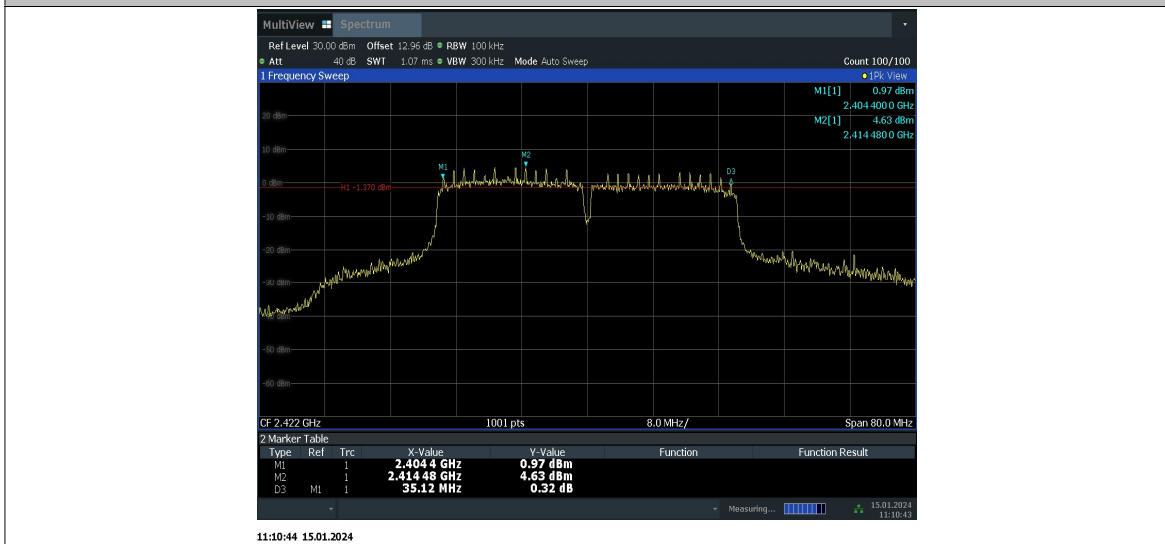 MultiView Spectrum
Ref Level 30.00 dBm Offset 12.96 dB RBW 100 kHz
Att 40 dB SWT 1.07 ms VBW 300 kHz Mode Auto Sweep Count 100/100
1 Frequency Sweep 1Pk View
M1[1] 0.97 dBm
2.404 400 0 GHz
M2[1] 4.63 dBm
2.414 480 0 GHz
20 dBm
10 dBm
M2
M1
D3
0 dBm
H1 -1.370 dBm
-10 dBm
-20 dBm
-30 dBm
-40 dBm
-50 dBm
-60 dBm
CF 2.422 GHz 1001 pts 8.0 MHz/ Span 80.0 MHz
2 Marker Table
Type Ref Trc X-Value Y-Value Function Function Result
M1 1 2.404 4 GHz 0.97 dBm
M2 1 2.414 48 GHz 4.63 dBm
D3 M1 1 35.12 MHz 0.32 dB
Measuring... 15.01.2024
11:10:43
11:10:44 15.01.2024